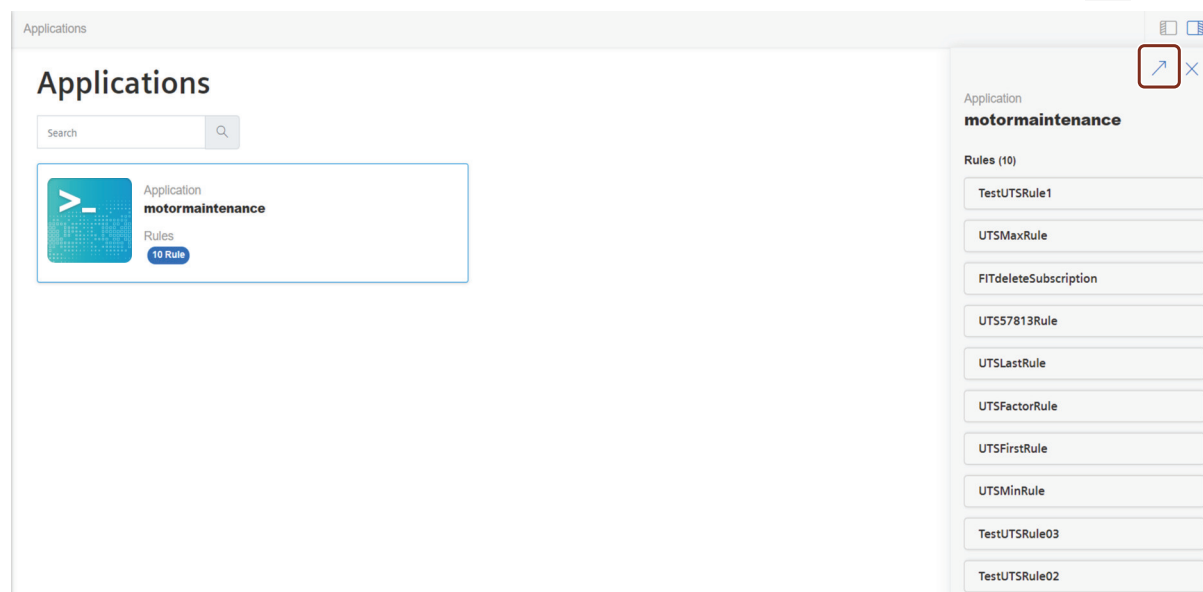 Applications
Applications
Search
Application
motormaintenance
Rules
10 Rule
Application
motormaintenance
Rules (10)
TestUTSRule1
UTSMaxRule
FITdeleteSubscription
UTS57813Rule
UTSLastRule
UTSFactorRule
UTSFirstRule
UTSMinRule
TestUTSRule03
TestUTSRule02